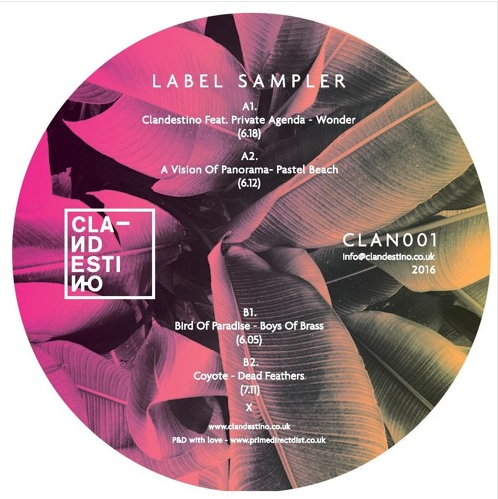 LABEL SAMPLER
A1.
Clandestino Feat. Private Agenda - Wonder
(6.18)
A2.
A Vision Of Panorama- Pastel Beach
(6.12)
CLA-
ND
ESTI
NO
CLAN001
info@clandestino.co.uk
2016
B1.
Bird Of Paradise - Boys Of Brass
(6.05)
B2.
Coyote - Dead Feathers
(7.11)
X
www.clandestino.co.uk
P&D with love - www.primedirectdist.co.uk